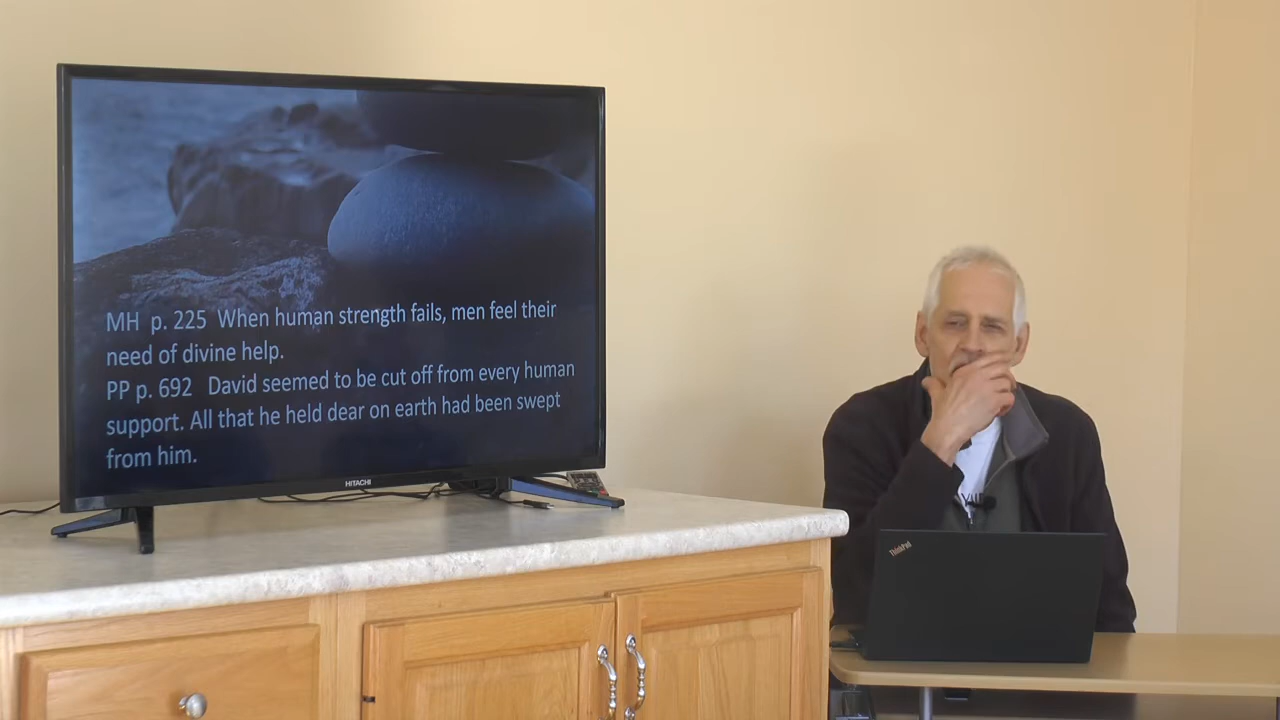 MH p. 225 When human strength fails, men feel their
need of divine help.
PP p. 692 David seemed to be cut off from every human
support. All that he held dear on earth had been swept
from him.
HITACHI
ThinkPad